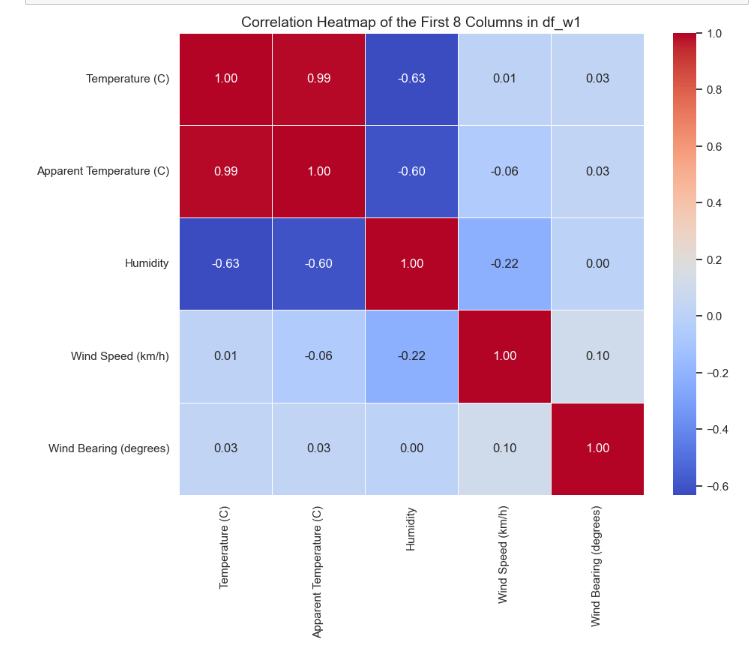 Correlation Heatmap of the First 8 Columns in df_w1
Temperature (C) 1.00 0.99 -0.63 0.01 0.03
Apparent Temperature (C) 0.99 1.00 -0.60 -0.06 0.03
Humidity -0.63 -0.60 1.00 -0.22 0.00
Wind Speed (km/h) 0.01 -0.06 -0.22 1.00 0.10
Wind Bearing (degrees) 0.03 0.03 0.00 0.10 1.00
Temperature (C)
Apparent Temperature (C)
Humidity
Wind Speed (km/h)
Wind Bearing (degrees)
1.0
0.8
0.6
0.4
0.2
0.0
−0.2
−0.4
−0.6